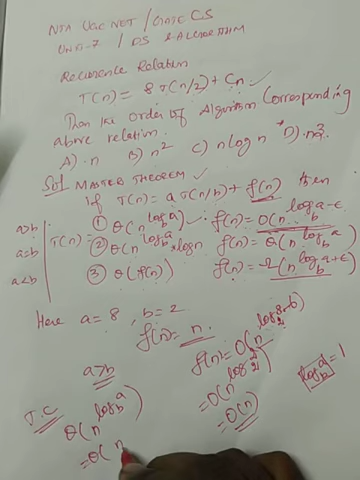 NTA UGC NET / GATE CS
UNIT-7 / DS & ALGORITHM
Recurrence Relation
T(n) = 8T(n/2) + Cn ✓
Then the order of Algorithm corresponding
above relation.
A) n B) n² C) n log n D) n³
Sol MASTER THEOREM ✓
If T(n) = aT(n/b) + f(n) then
a>b T(n) = ① Θ(n^log_b a) ✓ f(n) = O(n^log_b a-ε
a=b ② Θ(n^log_b a × log n f(n) = Θ(n^log_b a)
a<b ③ Θ(f(n)) f(n) = Ω(n^log_b a+ε)
Here a = 8, b = 2
f(n) = n.
a>b
f(n) = O(n^log_2 8-6)
= O(n^log_2 2)
= O(n)
log_b a = 1
T.C
Θ(n^log_b a)
= Θ(n